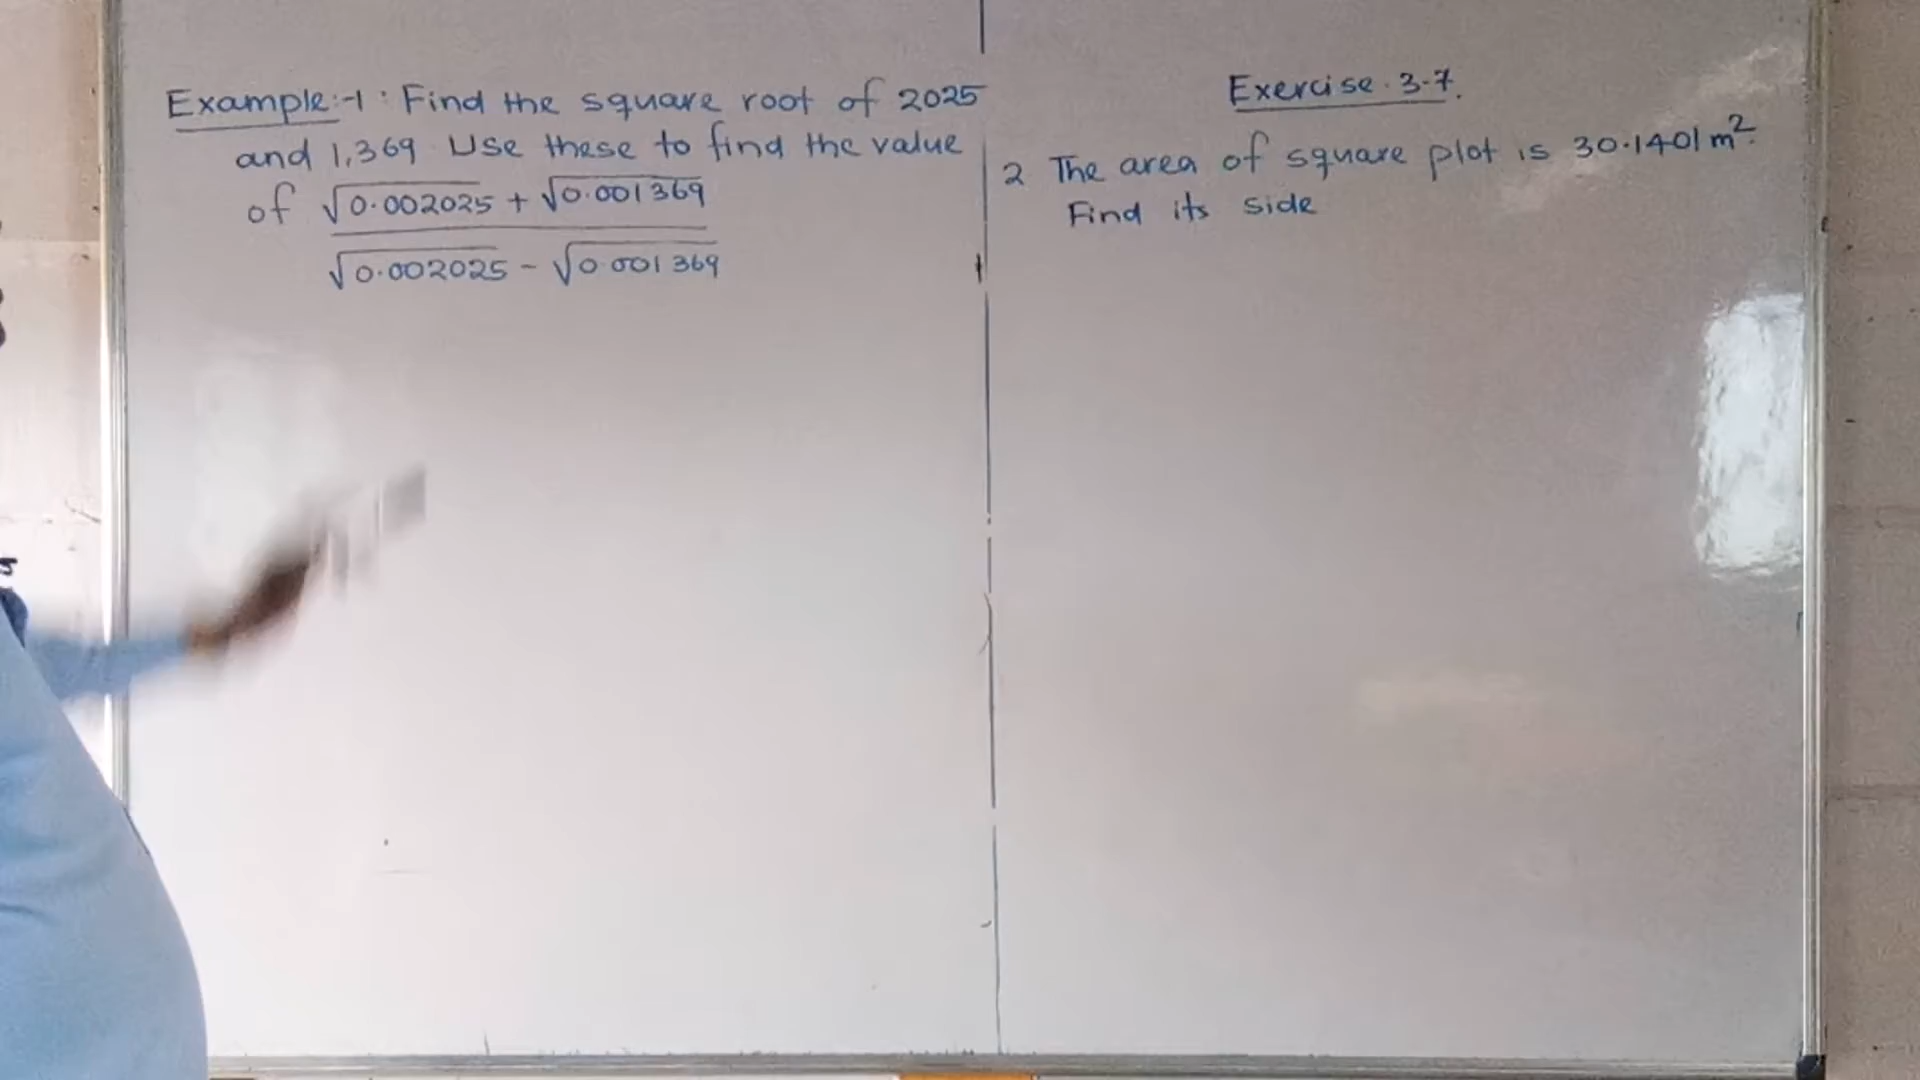 Example:-1: Find the square root of 2025
and 1,369 Use these to find the value
of √0.002025 + √0.001369
√0.002025 - √0.001369
Exercise.3.7.
2 The area of square plot is 30.1401 m².
Find its side